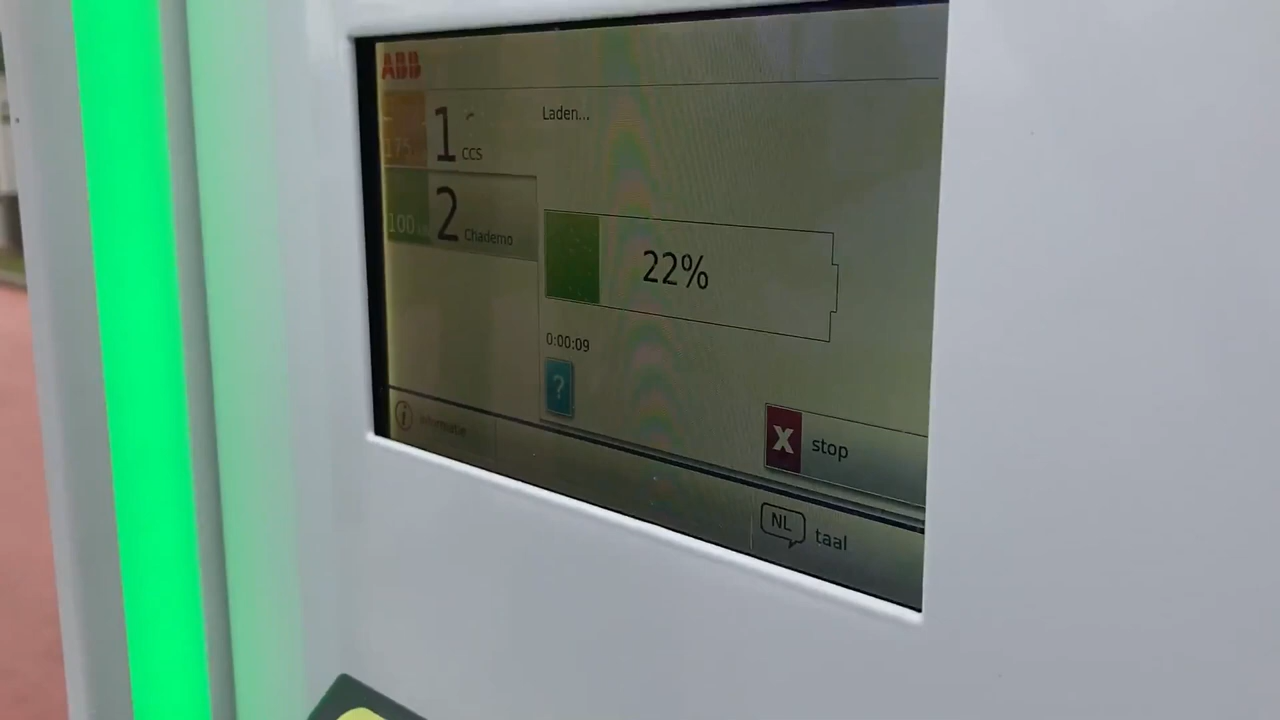 ABB
1 CCS
Laden...
100
2 Chademo
22%
0:00:09
?
X stop
i informatie
NL taal